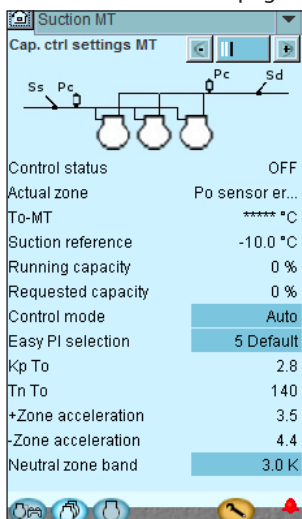 Suction MT
Cap. ctrl settings MT
Pc Sd
Ss Pc
Control status OFF
Actual zone Po sensor er...
To-MT ***** °C
Suction reference -10.0 °C
Running capacity 0 %
Requested capacity 0 %
Control mode Auto
Easy PI selection 5 Default
Kp To 2.8
Tn To 140
+Zone acceleration 3.5
-Zone acceleration 4.4
Neutral zone band 3.0 K